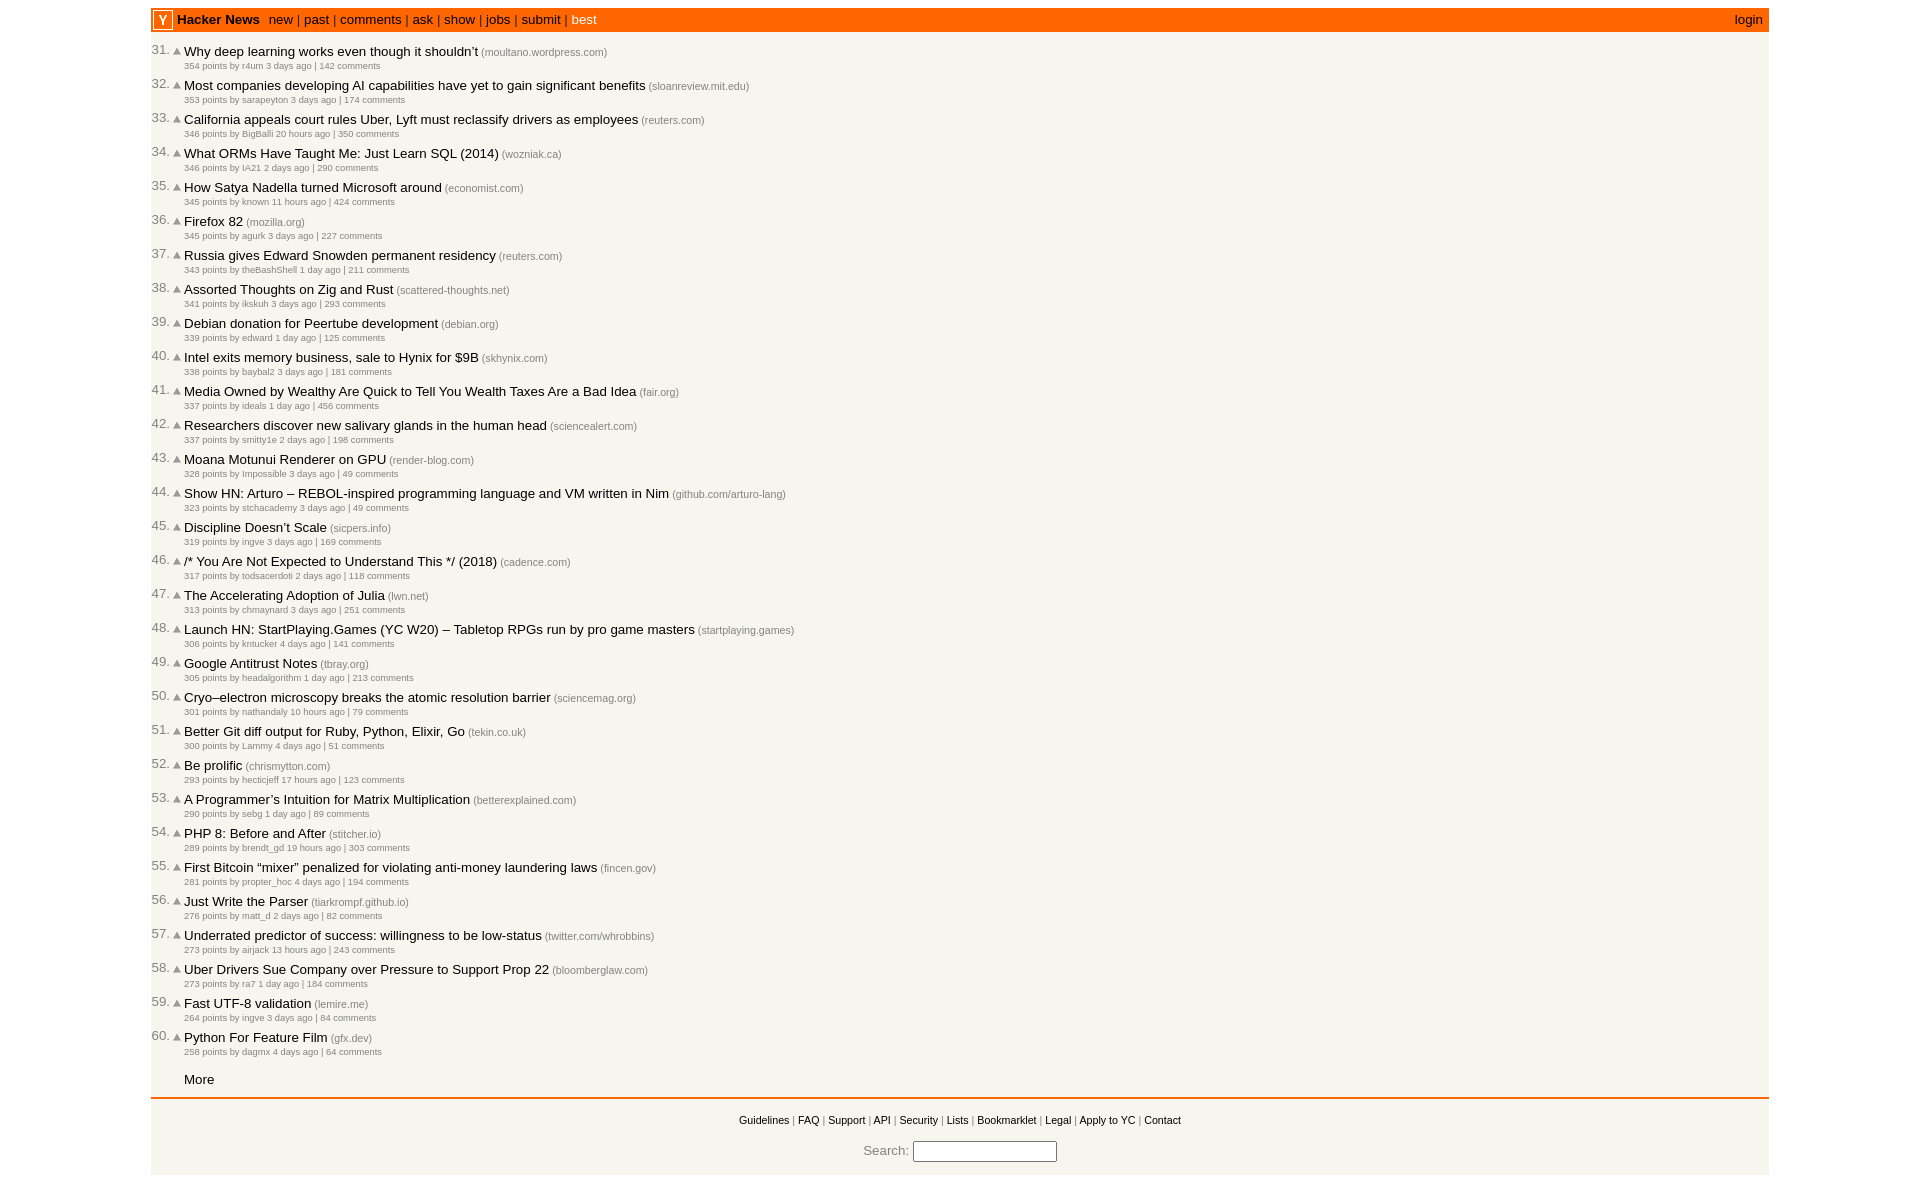 Y Hacker News new | past | comments | ask | show | jobs | submit | best login
31. Why deep learning works even though it shouldn’t (moultano.wordpress.com)
354 points by r4um 3 days ago | 142 comments
32. Most companies developing AI capabilities have yet to gain significant benefits (sloanreview.mit.edu)
353 points by sarapeyton 3 days ago | 174 comments
33. California appeals court rules Uber, Lyft must reclassify drivers as employees (reuters.com)
346 points by BigBalli 20 hours ago | 350 comments
34. What ORMs Have Taught Me: Just Learn SQL (2014) (wozniak.ca)
346 points by IA21 2 days ago | 290 comments
35. How Satya Nadella turned Microsoft around (economist.com)
345 points by known 11 hours ago | 424 comments
36. Firefox 82 (mozilla.org)
345 points by agurk 3 days ago | 227 comments
37. Russia gives Edward Snowden permanent residency (reuters.com)
343 points by theBashShell 1 day ago | 211 comments
38. Assorted Thoughts on Zig and Rust (scattered-thoughts.net)
341 points by ikskuh 3 days ago | 293 comments
39. Debian donation for Peertube development (debian.org)
339 points by edward 1 day ago | 125 comments
40. Intel exits memory business, sale to Hynix for $9B (skhynix.com)
338 points by baybal2 3 days ago | 181 comments
41. Media Owned by Wealthy Are Quick to Tell You Wealth Taxes Are a Bad Idea (fair.org)
337 points by ideals 1 day ago | 456 comments
42. Researchers discover new salivary glands in the human head (sciencealert.com)
337 points by smitty1e 2 days ago | 198 comments
43. Moana Motunui Renderer on GPU (render-blog.com)
328 points by Impossible 3 days ago | 49 comments
44. Show HN: Arturo – REBOL-inspired programming language and VM written in Nim (github.com/arturo-lang)
323 points by stchacademy 3 days ago | 49 comments
45. Discipline Doesn’t Scale (sicpers.info)
319 points by ingve 3 days ago | 169 comments
46. /* You Are Not Expected to Understand This */ (2018) (cadence.com)
317 points by todsacerdoti 2 days ago | 118 comments
47. The Accelerating Adoption of Julia (lwn.net)
313 points by chmaynard 3 days ago | 251 comments
48. Launch HN: StartPlaying.Games (YC W20) – Tabletop RPGs run by pro game masters (startplaying.games)
306 points by kntucker 4 days ago | 141 comments
49. Google Antitrust Notes (tbray.org)
305 points by headalgorithm 1 day ago | 213 comments
50. Cryo–electron microscopy breaks the atomic resolution barrier (sciencemag.org)
301 points by nathandaly 10 hours ago | 79 comments
51. Better Git diff output for Ruby, Python, Elixir, Go (tekin.co.uk)
300 points by Lammy 4 days ago | 51 comments
52. Be prolific (chrismytton.com)
293 points by hecticjeff 17 hours ago | 123 comments
53. A Programmer’s Intuition for Matrix Multiplication (betterexplained.com)
290 points by sebg 1 day ago | 89 comments
54. PHP 8: Before and After (stitcher.io)
289 points by brendt_gd 19 hours ago | 303 comments
55. First Bitcoin “mixer” penalized for violating anti-money laundering laws (fincen.gov)
281 points by propter_hoc 4 days ago | 194 comments
56. Just Write the Parser (tiarkrompf.github.io)
276 points by matt_d 2 days ago | 82 comments
57. Underrated predictor of success: willingness to be low-status (twitter.com/whrobbins)
273 points by airjack 13 hours ago | 243 comments
58. Uber Drivers Sue Company over Pressure to Support Prop 22 (bloomberglaw.com)
273 points by ra7 1 day ago | 184 comments
59. Fast UTF-8 validation (lemire.me)
264 points by ingve 3 days ago | 84 comments
60. Python For Feature Film (gfx.dev)
258 points by dagmx 4 days ago | 64 comments
More
Guidelines | FAQ | Support | API | Security | Lists | Bookmarklet | Legal | Apply to YC | Contact
Search: